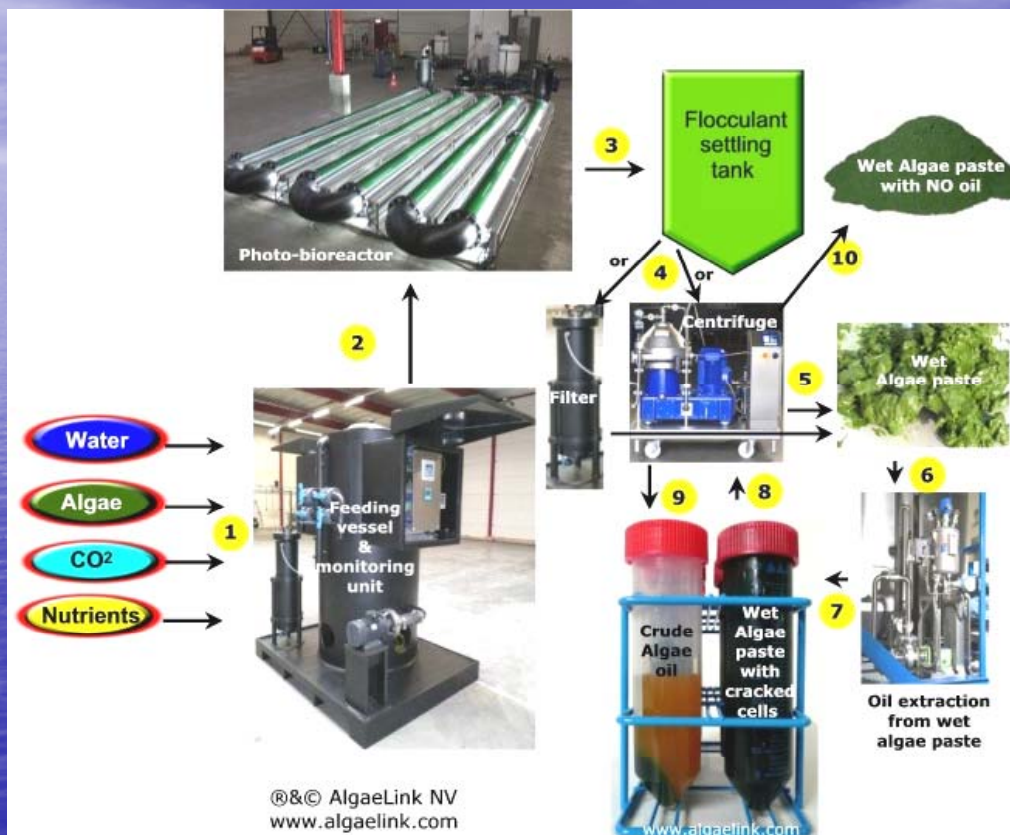 Photo-bioreactor
3
Flocculant
settling
tank
Wet Algae paste
with NO oil
10
or
4
or
2
Centrifuge
Filter
5
Wet
Algae paste
Water
Algae
CO²
Nutrients
1
Feeding
vessel
&
monitoring
unit
9
8
6
7
Crude
Algae
oil
Wet
Algae
paste
with
cracked
cells
Oil extraction
from wet
algae paste
®&© AlgaeLink NV
www.algaelink.com
www.algaelink.com